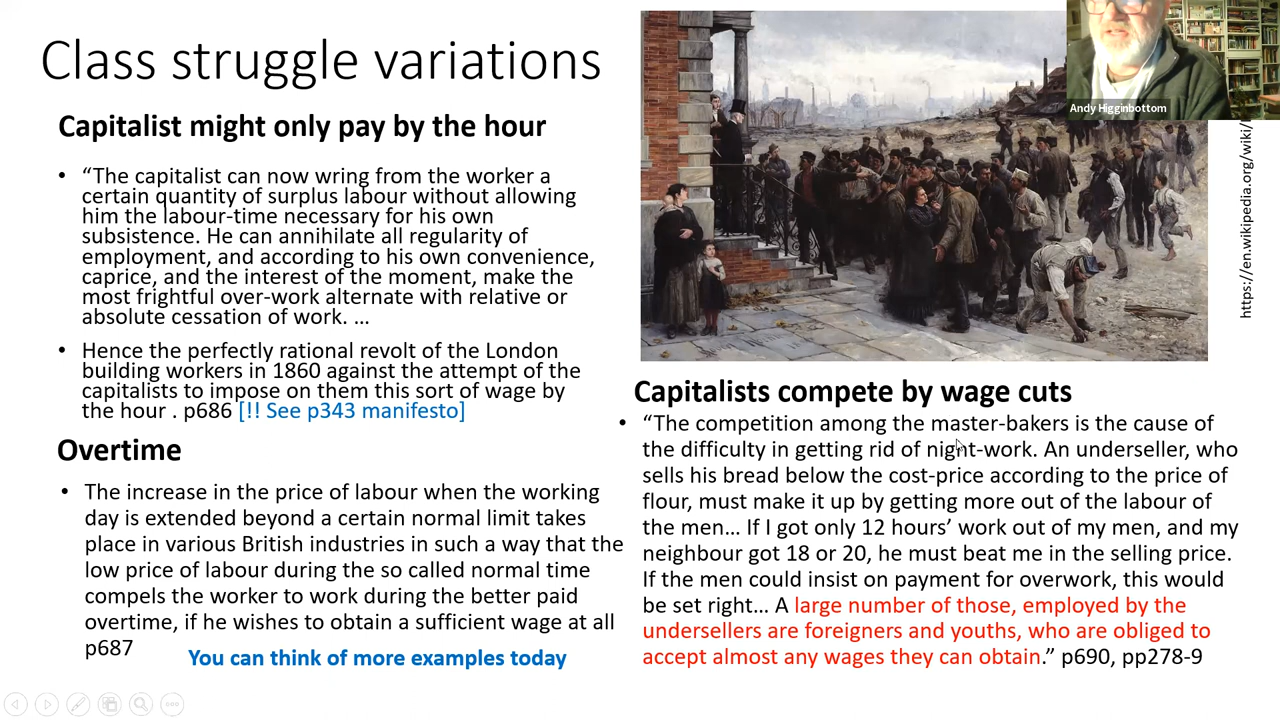 Class struggle variations
Capitalist might only pay by the hour
• “The capitalist can now wring from the worker a
certain quantity of surplus labour without allowing
him the labour-time necessary for his own
subsistence. He can annihilate all regularity of
employment, and according to his own convenience,
caprice, and the interest of the moment, make the
most frightful over-work alternate with relative or
absolute cessation of work. …
• Hence the perfectly rational revolt of the London
building workers in 1860 against the attempt of the
capitalists to impose on them this sort of wage by
the hour . p686 [!! See p343 manifesto]
Overtime
• The increase in the price of labour when the working
day is extended beyond a certain normal limit takes
place in various British industries in such a way that the
low price of labour during the so called normal time
compels the worker to work during the better paid
overtime, if he wishes to obtain a sufficient wage at all
p687
You can think of more examples today
Andy Higginbottom
https://en.wikipedia.org/wiki/
Capitalists compete by wage cuts
• “The competition among the master-bakers is the cause of
the difficulty in getting rid of night-work. An underseller, who
sells his bread below the cost-price according to the price of
flour, must make it up by getting more out of the labour of
the men… If I got only 12 hours’ work out of my men, and my
neighbour got 18 or 20, he must beat me in the selling price.
If the men could insist on payment for overwork, this would
be set right… A large number of those, employed by the
undersellers are foreigners and youths, who are obliged to
accept almost any wages they can obtain.” p690, pp278-9